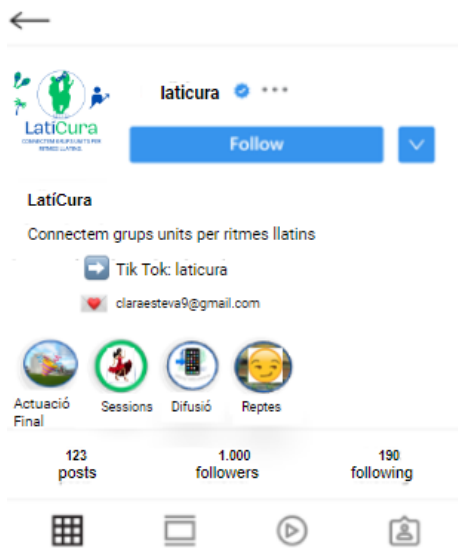 laticura
LatíCura
CONNECTEM GRUPS UNITS PER
RITMES LLATINS
Follow
LatíCura
Connectem grups units per ritmes llatins
Tik Tok: laticura
claraesteva9@gmail.com
Actuació
Final
Sessions
Difusió
Reptes
123
posts
1.000
followers
190
following